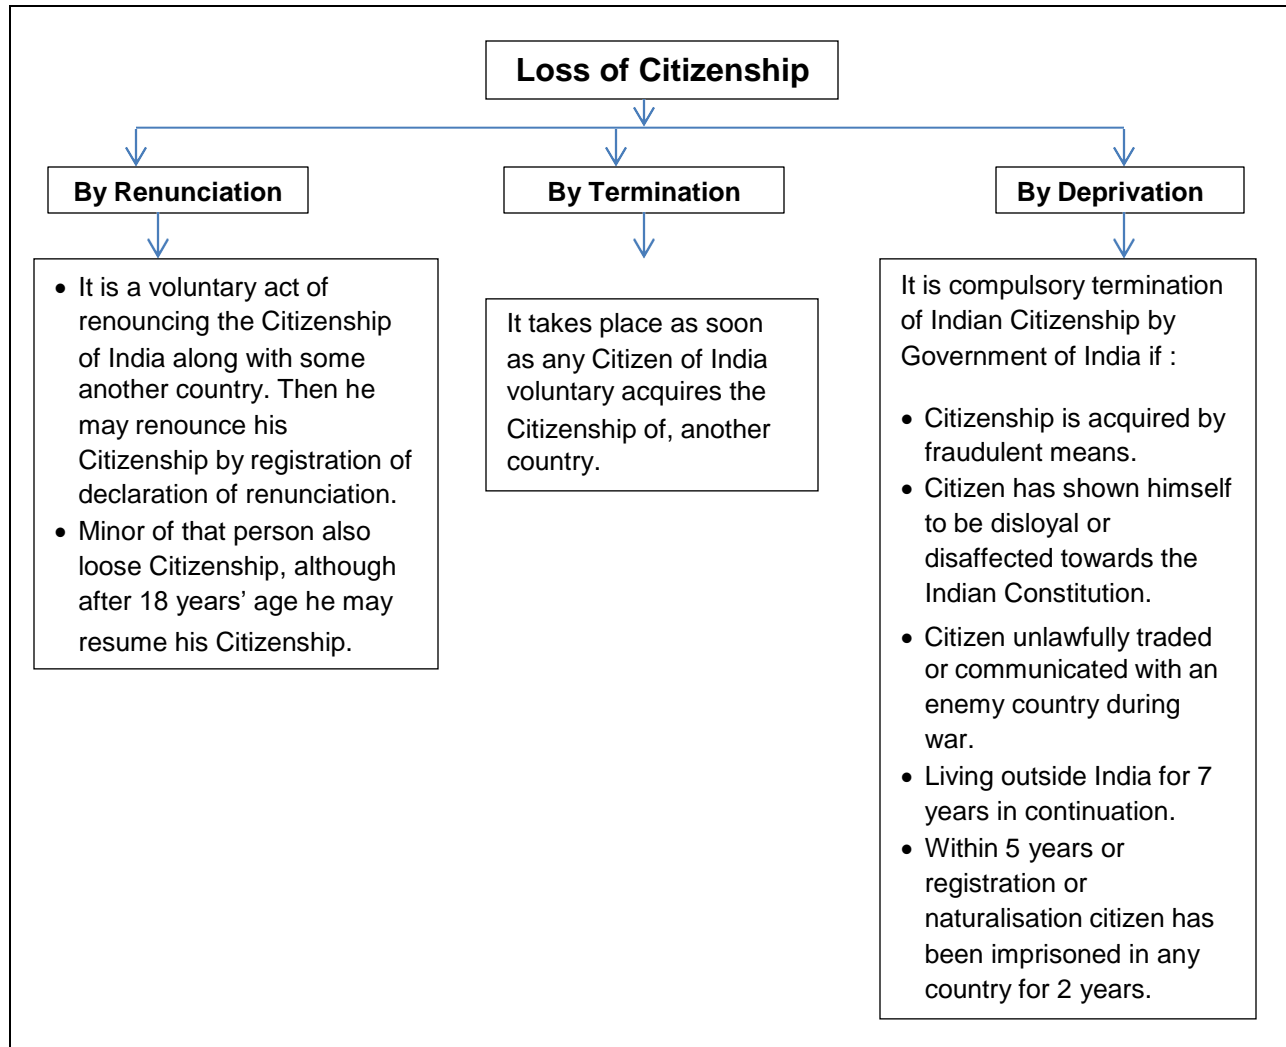 Loss of Citizenship
By Renunciation
By Termination
By Deprivation
• It is a voluntary act of
renouncing the Citizenship
of India along with some
another country. Then he
may renounce his
Citizenship by registration of
declaration of renunciation.
• Minor of that person also
loose Citizenship, although
after 18 years’ age he may
resume his Citizenship.
It takes place as soon
as any Citizen of India
voluntary acquires the
Citizenship of, another
country.
It is compulsory termination
of Indian Citizenship by
Government of India if :
• Citizenship is acquired by
fraudulent means.
• Citizen has shown himself
to be disloyal or
disaffected towards the
Indian Constitution.
• Citizen unlawfully traded
or communicated with an
enemy country during
war.
• Living outside India for 7
years in continuation.
• Within 5 years or
registration or
naturalisation citizen has
been imprisoned in any
country for 2 years.